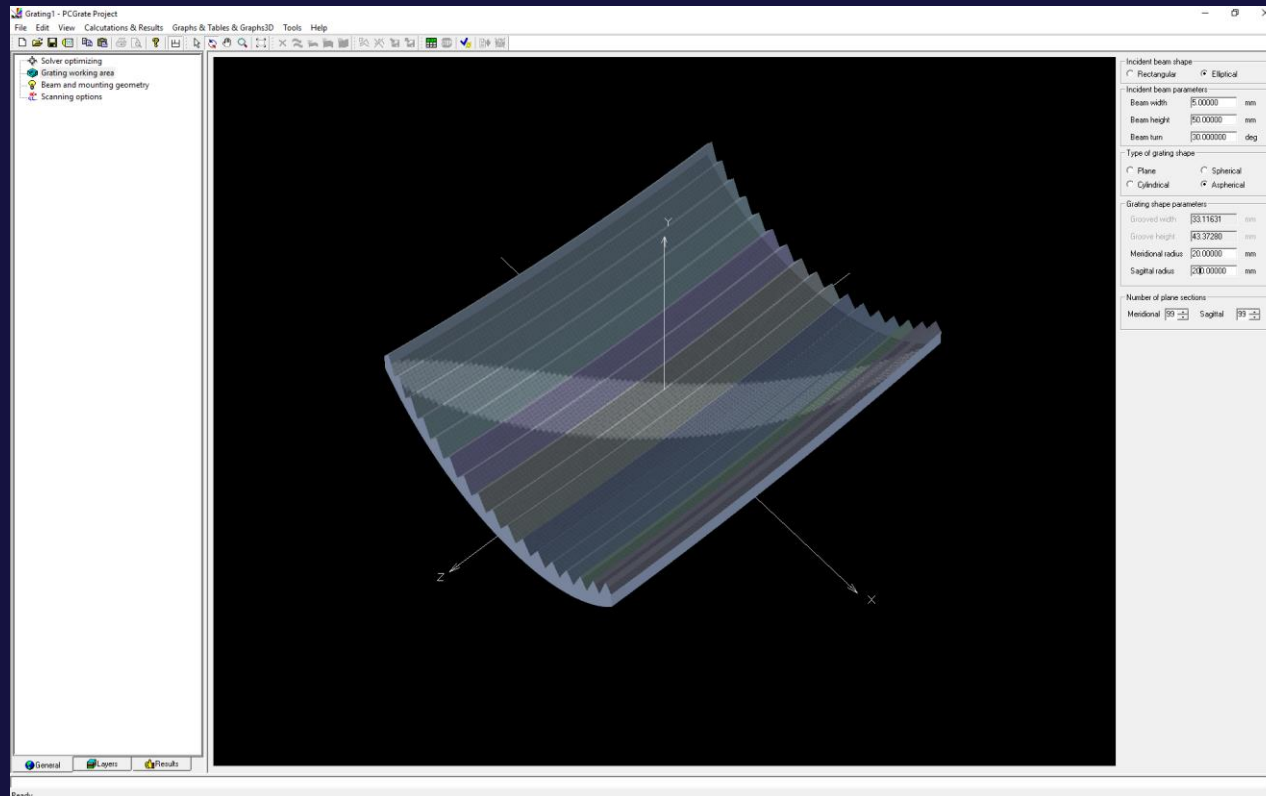 Grating1 - PCGrate Project
File Edit View Calculations & Results Graphs & Tables & Graphs3D Tools Help
Solver optimizing
Grating working area
Beam and mounting geometry
Scanning options
Y
Z
X
Incident beam shape
Rectangular Elliptical
Incident beam parameters
Beam width 5.00000 mm
Beam height 50.00000 mm
Beam turn 30.000000 deg
Type of grating shape
Plane Spherical
Cylindrical Aspherical
Grating shape parameters
Grooved width 33.11631 mm
Groove height 43.37280 mm
Meridional radius 20.00000 mm
Sagittal radius 200.00000 mm
Number of plane sections
Meridional 99 Sagittal 99
General Layers Results
Ready